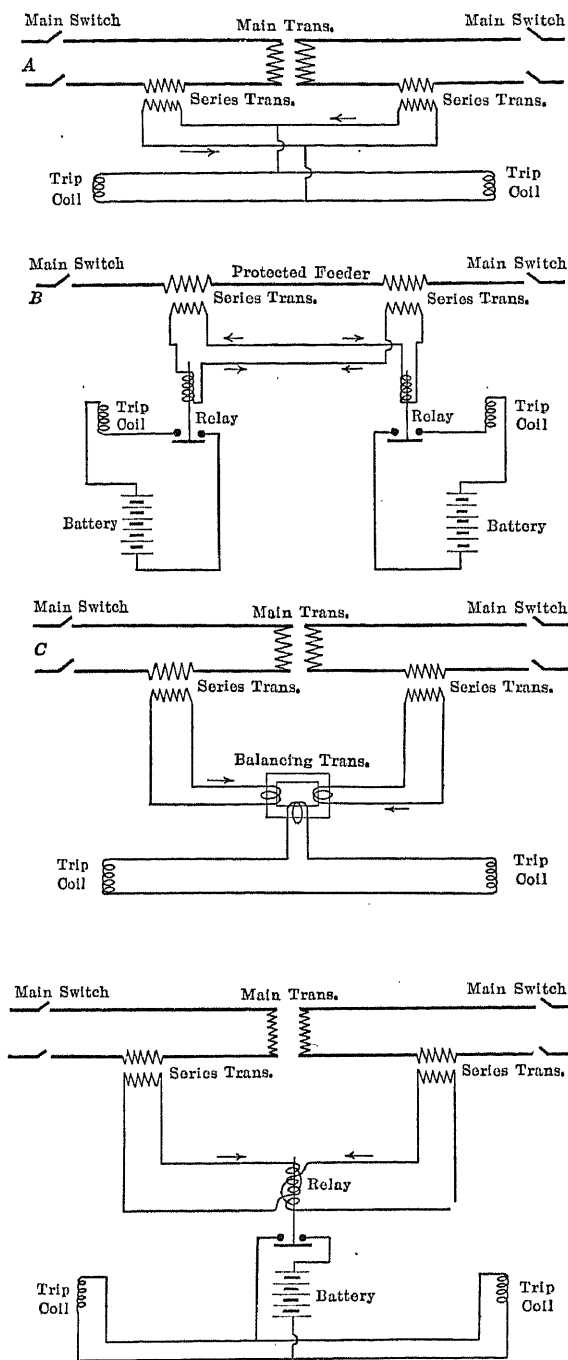 Main Switch
Main Trans.
Main Switch
A
Series Trans.
Series Trans.
Trip
Coil
Trip
Coil
Main Switch
Protected Feeder
Main Switch
B
Series Trans.
Series Trans.
Trip
Coil
Relay
Relay
Trip
Coil
Battery
Battery
Main Switch
Main Trans.
Main Switch
C
Series Trans.
Series Trans.
Balancing Trans.
Trip
Coil
Trip
Coil
Main Switch
Main Trans.
Main Switch
Series Trans.
Series Trans.
Relay
Trip
Coil
Battery
Trip
Coil